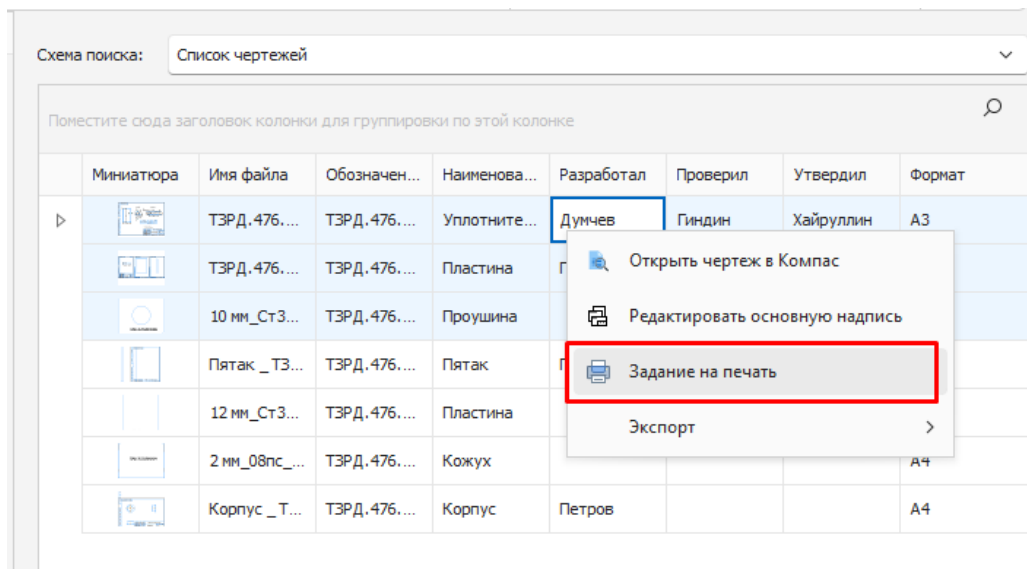 Схема поиска: Список чертежей
Поместите сюда заголовок колонки для группировки по этой колонке
Миниатюра Имя файла Обозначен... Наименова... Разработал Проверил Утвердил Формат
ТЗРД.476.... ТЗРД.476.... Уплотните... Думчев Гиндин Хайруллин А3
ТЗРД.476.... ТЗРД.476.... Пластина
Открыть чертеж в Компас
10 мм_Ст3... ТЗРД.476.... Проушина
Редактировать основную надпись
Пятак _ТЗ... ТЗРД.476.... Пятак
Задание на печать
12 мм_Ст3... ТЗРД.476.... Пластина
Экспорт
2 мм_08пс_... ТЗРД.476.... Кожух А4
Корпус _Т... ТЗРД.476.... Корпус Петров А4